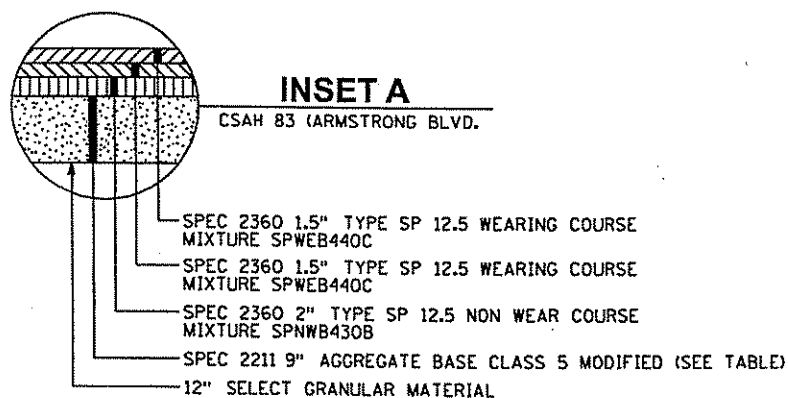 INSET A
CSAH 83 (ARMSTRONG BLVD.
SPEC 2360 1.5" TYPE SP 12.5 WEARING COURSE
MIXTURE SPWEB440C
SPEC 2360 1.5" TYPE SP 12.5 WEARING COURSE
MIXTURE SPWEB440C
SPEC 2360 2" TYPE SP 12.5 NON WEAR COURSE
MIXTURE SPNWB430B
SPEC 2211 9" AGGREGATE BASE CLASS 5 MODIFIED (SEE TABLE)
12" SELECT GRANULAR MATERIAL